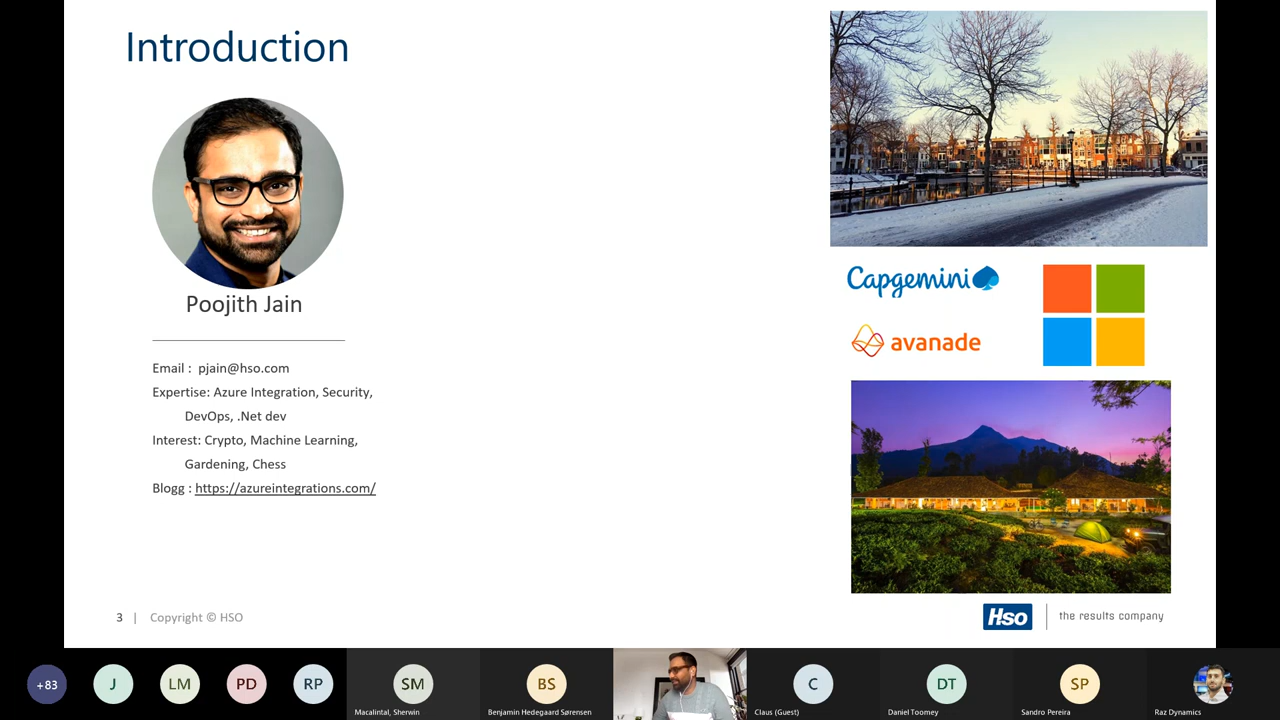 Introduction
Poojith Jain
Email : pjain@hso.com
Expertise: Azure Integration, Security,
DevOps, .Net dev
Interest: Crypto, Machine Learning,
Gardening, Chess
Blogg : https://azureintegrations.com/
Capgemini
avanade
3 | Copyright © HSO
Hso | the results company
+83
J
LM
PD
RP
SM
BS
C
DT
SP
Macalintal, Sherwin
Benjamin Hedegaard Sørensen
Claus (Guest)
Daniel Toomey
Sandro Pereira
Raz Dynamics